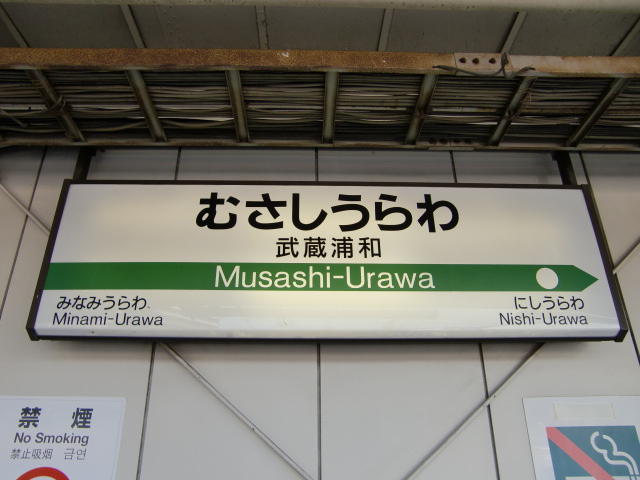 むさしうらわ
武蔵浦和
Musashi-Urawa
みなみうらわ
Minami-Urawa
にしうらわ
Nishi-Urawa
禁煙
No Smoking
禁止吸烟 금연